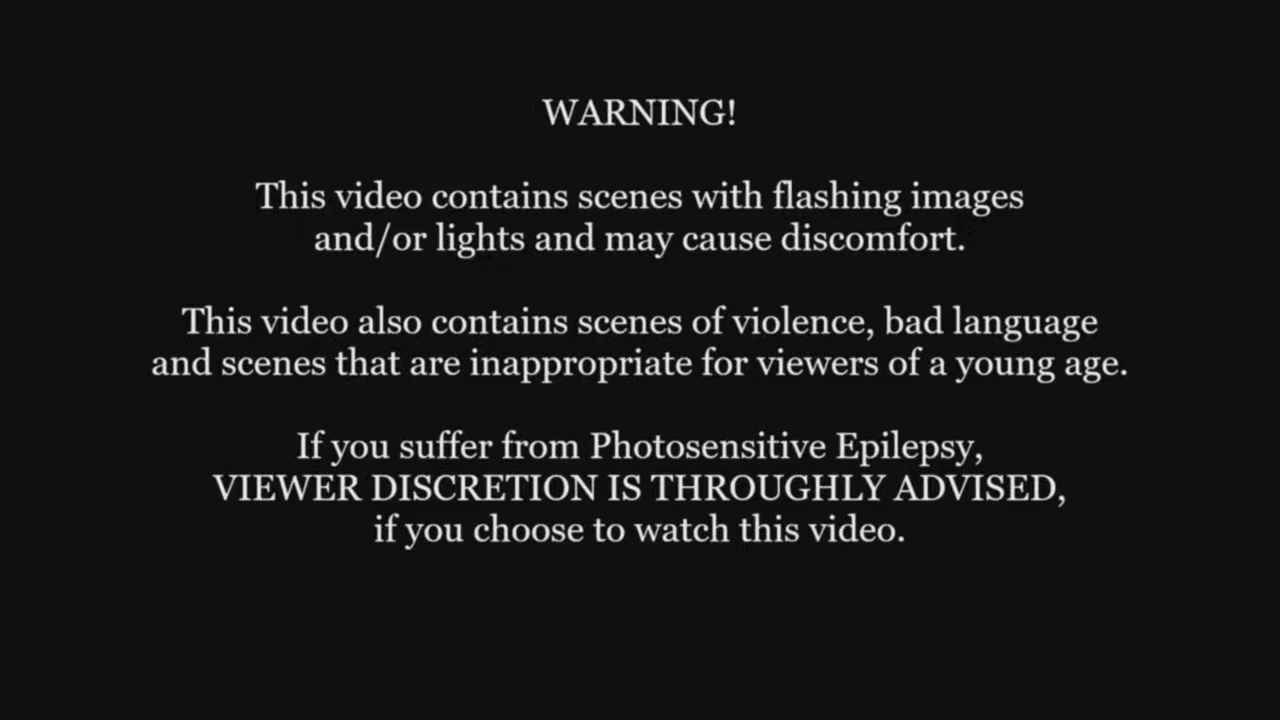 WARNING!
This video contains scenes with flashing images
and/or lights and may cause discomfort.
This video also contains scenes of violence, bad language
and scenes that are inappropriate for viewers of a young age.
If you suffer from Photosensitive Epilepsy,
VIEWER DISCRETION IS THROUGHLY ADVISED,
if you choose to watch this video.